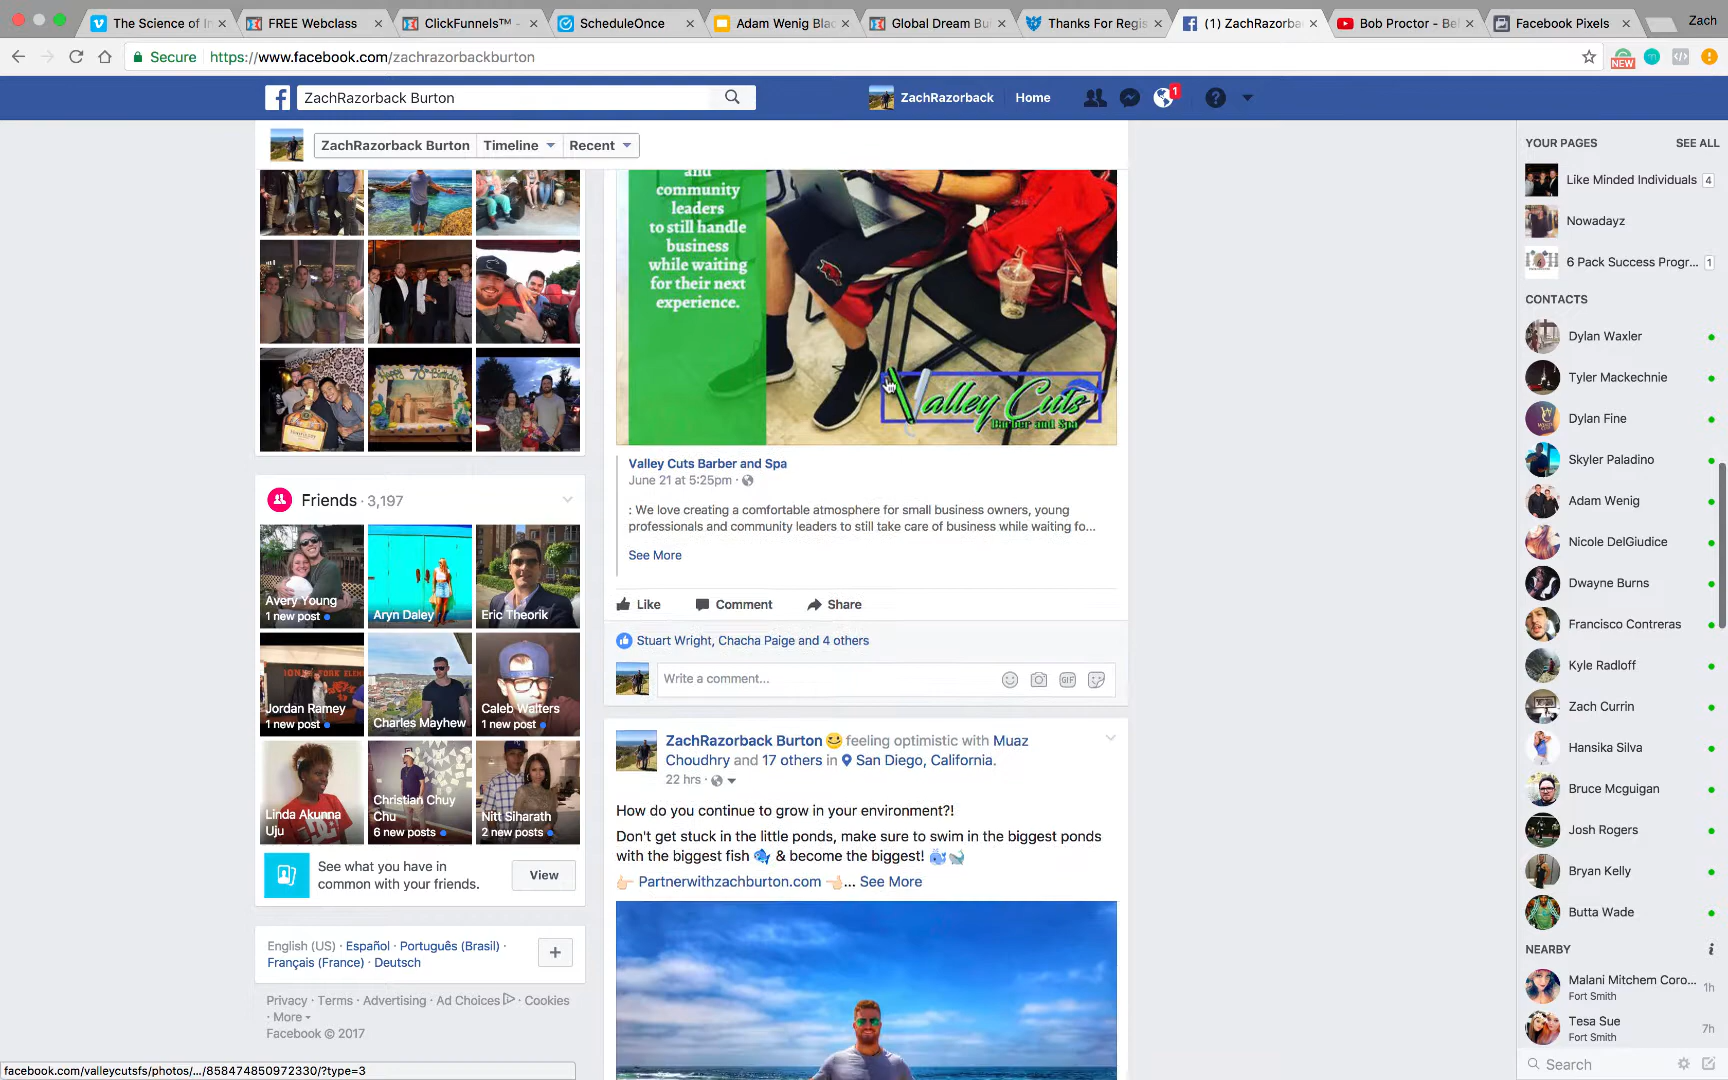 The Science of In
FREE Webclass
ClickFunnels™ -
ScheduleOnce
Adam Wenig Blac
Global Dream Bu
Thanks For Regis
(1) ZachRazorba
Bob Proctor - Bel
Facebook Pixels
Zach
Secure
https://www.facebook.com/zachrazorbackburton
NEW
ZachRazorback Burton
ZachRazorback
Home
1
ZachRazorback Burton
Timeline
Recent
and
community
leaders
to still handle
business
while waiting
for their next
experience.
Valley Cuts
Barber and Spa
Valley Cuts Barber and Spa
June 21 at 5:25pm ·
: We love creating a comfortable atmosphere for small business owners, young
professionals and community leaders to still take care of business while waiting fo...
See More
Like
Comment
Share
Stuart Wright, Chacha Paige and 4 others
Write a comment...
GIF
ZachRazorback Burton 😀 feeling optimistic with Muaz
Choudhry and 17 others in San Diego, California.
22 hrs ·
How do you continue to grow in your environment?!
Don't get stuck in the little ponds, make sure to swim in the biggest ponds
with the biggest fish 🐟 & become the biggest! 🐳🐋
👉🏻 Partnerwithzachburton.com 👈🏻... See More
Friends · 3,197
Avery Young
1 new post
Aryn Daley
Eric Theorik
Jordan Ramey
1 new post
Charles Mayhew
Caleb Walters
1 new post
Linda Akunna
Uju
Christian Chuy
Chu
6 new posts
Nitt Siharath
2 new posts
See what you have in
common with your friends.
View
English (US) · Español · Português (Brasil) ·
Français (France) · Deutsch
+
Privacy · Terms · Advertising · Ad Choices · Cookies
· More
Facebook © 2017
facebook.com/valleycutsfs/photos/.../858474850972330/?type=3
YOUR PAGES
SEE ALL
Like Minded Individuals
4
Nowadayz
6 Pack Success Progr...
1
CONTACTS
Dylan Waxler
Tyler Mackechnie
Dylan Fine
Skyler Paladino
Adam Wenig
Nicole DelGiudice
Dwayne Burns
Francisco Contreras
Kyle Radloff
Zach Currin
Hansika Silva
Bruce Mcguigan
Josh Rogers
Bryan Kelly
Butta Wade
NEARBY
Malani Mitchem Coro...
Fort Smith
1h
Tesa Sue
Fort Smith
7h
Search